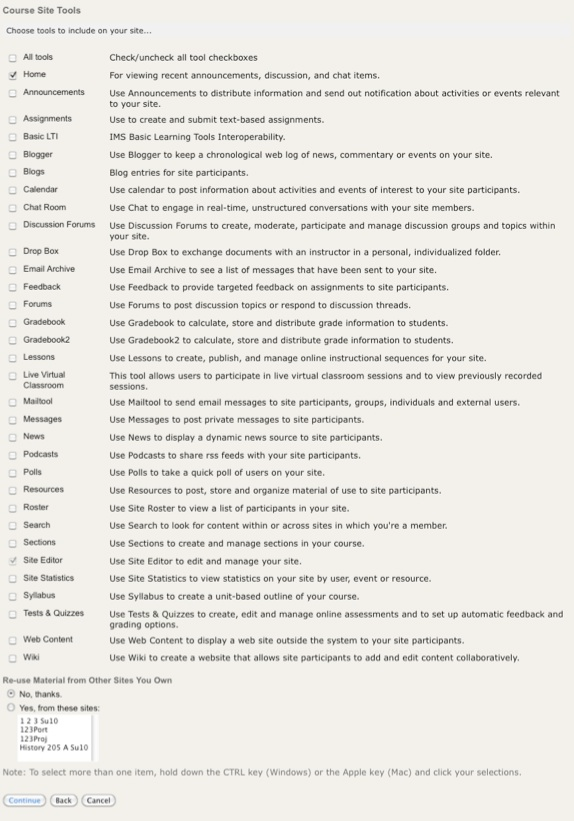 Course Site Tools
Choose tools to include on your site...
All tools Check/uncheck all tool checkboxes
Home For viewing recent announcements, discussion, and chat items.
Announcements Use Announcements to distribute information and send out notification about activities or events relevant
to your site.
Assignments Use to create and submit text-based assignments.
Basic LTI IMS Basic Learning Tools Interoperability.
Blogger Use Blogger to keep a chronological web log of news, commentary or events on your site.
Blogs Blog entries for site participants.
Calendar Use calendar to post information about activities and events of interest to your site participants.
Chat Room Use Chat to engage in real-time, unstructured conversations with your site members.
Discussion Forums Use Discussion Forums to create, moderate, participate and manage discussion groups and topics within
your site.
Drop Box Use Drop Box to exchange documents with an instructor in a personal, individualized folder.
Email Archive Use Email Archive to see a list of messages that have been sent to your site.
Feedback Use Feedback to provide targeted feedback on assignments to site participants.
Forums Use Forums to post discussion topics or respond to discussion threads.
Gradebook Use Gradebook to calculate, store and distribute grade information to students.
Gradebook2 Use Gradebook2 to calculate, store and distribute grade information to students.
Lessons Use Lessons to create, publish, and manage online instructional sequences for your site.
Live Virtual This tool allows users to participate in live virtual classroom sessions and to view previously recorded
Classroom sessions.
Mailtool Use Mailtool to send email messages to site participants, groups, individuals and external users.
Messages Use Messages to post private messages to site participants.
News Use News to display a dynamic news source to site participants.
Podcasts Use Podcasts to share rss feeds with your site participants.
Polls Use Polls to take a quick poll of users on your site.
Resources Use Resources to post, store and organize material of use to site participants.
Roster Use Site Roster to view a list of participants in your site.
Search Use Search to look for content within or across sites in which you're a member.
Sections Use Sections to create and manage sections in your course.
Site Editor Use Site Editor to edit and manage your site.
Site Statistics Use Site Statistics to view statistics on your site by user, event or resource.
Syllabus Use Syllabus to create a unit-based outline of your course.
Tests & Quizzes Use Tests & Quizzes to create, edit and manage online assessments and to set up automatic feedback and
grading options.
Web Content Use Web Content to display a web site outside the system to your site participants.
Wiki Use Wiki to create a website that allows site participants to add and edit content collaboratively.
Re-use Material from Other Sites You Own
No, thanks.
Yes, from these sites:
1 2 3 Su10
123Port
123Proj
History 205 A Su10
Note: To select more than one item, hold down the CTRL key (Windows) or the Apple key (Mac) and click your selections.
Continue Back Cancel